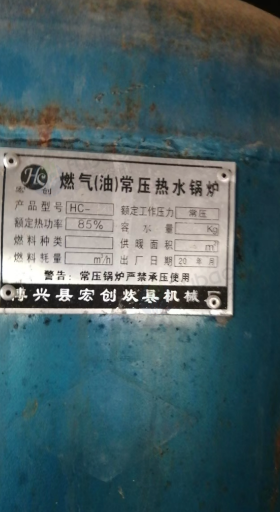 HC
宏创
燃气(油)常压热水锅炉
产品型号 HC- 额定工作压力 常压
额定热功率 85% 容水量 Kg
燃料种类 供暖面积 m²
燃料耗量 m³/h 出厂日期 20 年 月
警告：常压锅炉严禁承压使用
博兴县宏创炊具机械厂